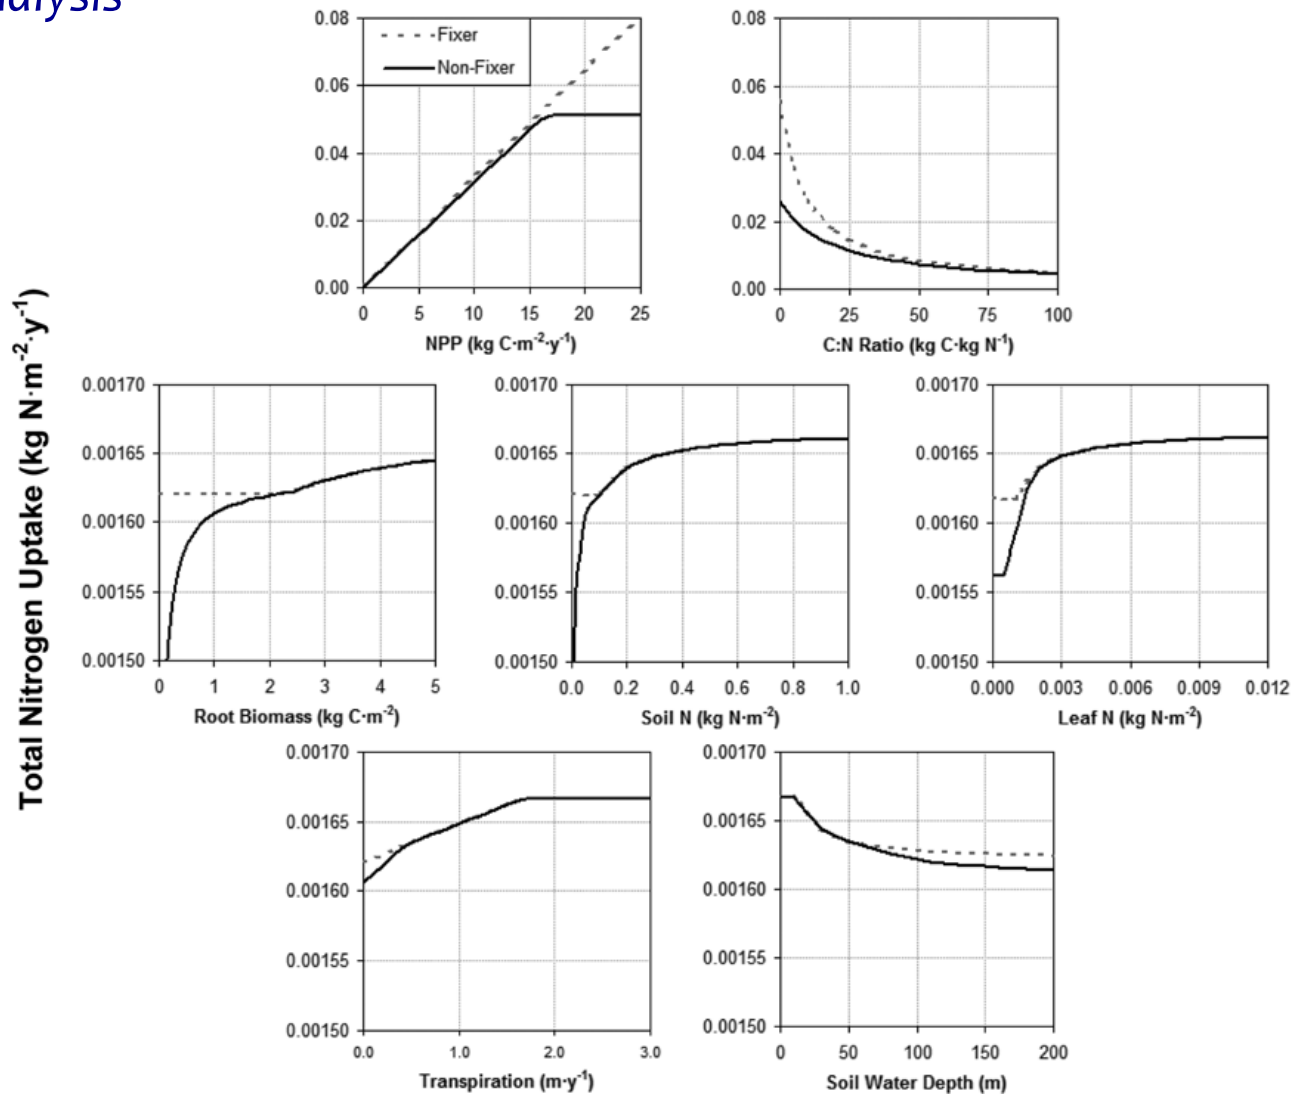 alysis
Total Nitrogen Uptake (kg N·m⁻²·y⁻¹)
Fixer
Non-Fixer
0.08
0.06
0.04
0.02
0.00
0 5 10 15 20 25
NPP (kg C·m⁻²·y⁻¹)
0.08
0.06
0.04
0.02
0.00
0 25 50 75 100
C:N Ratio (kg C·kg N⁻¹)
0.00170
0.00165
0.00160
0.00155
0.00150
0 1 2 3 4 5
Root Biomass (kg C·m⁻²)
0.00170
0.00165
0.00160
0.00155
0.00150
0.0 0.2 0.4 0.6 0.8 1.0
Soil N (kg N·m⁻²)
0.00170
0.00165
0.00160
0.00155
0.00150
0.000 0.003 0.006 0.009 0.012
Leaf N (kg N·m⁻²)
0.00170
0.00165
0.00160
0.00155
0.00150
0.0 1.0 2.0 3.0
Transpiration (m·y⁻¹)
0.00170
0.00165
0.00160
0.00155
0.00150
0 50 100 150 200
Soil Water Depth (m)